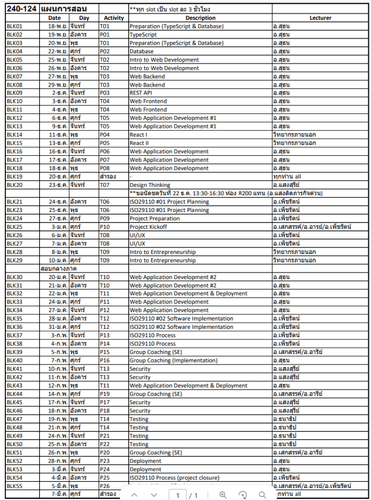 240-124 แผนการสอน **ทุก slot เป็น slot ละ 3 ชั่วโมง
Date Day Activity Description Lecturer
BLK01 18-พ.ย. จันทร์ T01 Preparation (TypeScript & Database) อ.สุธน
BLK02 19-พ.ย. อังคาร P01 TypeScript อ.สุธน
BLK03 20-พ.ย. พุธ T01 Preparation (TypeScript & Database) อ.สุธน
BLK04 22-พ.ย. ศุกร์ P02 Database อ.สุธน
BLK05 25-พ.ย. จันทร์ T02 Intro to Web Development อ.สุธน
BLK06 26-พ.ย. อังคาร T02 Intro to Web Development อ.สุธน
BLK07 27-พ.ย. พุธ T03 Web Backend อ.สุธน
BLK08 29-พ.ย. ศุกร์ T03 Web Backend อ.สุธน
BLK09 2-ธ.ค. จันทร์ P03 REST API อ.สุธน
BLK10 3-ธ.ค. อังคาร T04 Web Frontend อ.สุธน
BLK11 4-ธ.ค. พุธ T04 Web Frontend อ.สุธน
BLK12 6-ธ.ค. ศุกร์ T05 Web Application Development #1 อ.สุธน
BLK13 9-ธ.ค. จันทร์ T05 Web Application Development #1 อ.สุธน
BLK14 11-ธ.ค. พุธ P04 React I วิทยากรภายนอก
BLK15 13-ธ.ค. ศุกร์ P05 React II วิทยากรภายนอก
BLK16 16-ธ.ค. จันทร์ P06 Web Application Development อ.สุธน
BLK17 17-ธ.ค. อังคาร P07 Web Application Development อ.สุธน
BLK18 18-ธ.ค. พุธ P08 Web Application Development อ.สุธน
BLK19 20-ธ.ค. ศุกร์ สำรอง - ทุกท่าน all
BLK20 23-ธ.ค. จันทร์ T07 Design Thinking อ.แสงสุรีย์
22 ธ.ค. 13:30-16:30 ห้อง R200 แทน
BLK21 24-ธ.ค. อังคาร T06 ISO29110 #01 Project Planning อ.เพ็ชรัตน์
BLK23 25-ธ.ค. พุธ T06 ISO29110 #01 Project Planning อ.เพ็ชรัตน์
BLK24 27-ธ.ค. ศุกร์ P09 Project Preparation อ.เพ็ชรัตน์
BLK25 3-ม.ค. ศุกร์ P10 Project Kickoff อ.เสกสรรค์/อ.อารีย์/อ.เพ็ชรัตน์
BLK26 6-ม.ค. จันทร์ T08 UI/UX อ.เพ็ชรัตน์
BLK27 7-ม.ค. อังคาร T08 UI/UX อ.เพ็ชรัตน์
BLK28 8-ม.ค. พุธ T09 Intro to Entrepreneurship วิทยากรภายนอก
BLK29 10-ม.ค. ศุกร์ T09 Intro to Entrepreneurship วิทยากรภายนอก
สอบกลางภาค
BLK30 20-ม.ค. จันทร์ T10 Web Application Development #2 อ.สุธน
BLK31 21-ม.ค. อังคาร T10 Web Application Development #2 อ.สุธน
BLK32 22-ม.ค. พุธ P11 Web Application Development & Deployment อ.สุธน
BLK33 24-ม.ค. ศุกร์ P12 Web Application Development อ.สุธน
BLK34 27-ม.ค. จันทร์ P12 Web Application Development อ.สุธน
BLK35 28-ม.ค. อังคาร T12 ISO29110 #02 Software Implementation อ.เพ็ชรัตน์
BLK36 31-ม.ค. ศุกร์ T12 ISO29110 #02 Software Implementation อ.เพ็ชรัตน์
BLK37 3-ก.พ. จันทร์ P13 ISO29110 Process อ.เพ็ชรัตน์
BLK38 4-ก.พ. อังคาร P14 ISO29110 Process อ.เพ็ชรัตน์
BLK39 5-ก.พ. พุธ P15 Group Coaching (SE) อ.เสกสรรค์/อ.อารีย์
BLK40 7-ก.พ. ศุกร์ P16 Group Coaching (Implementation) อ.สุธน
BLK41 10-ก.พ. จันทร์ T13 Security อ.แสงสุรีย์
BLK42 11-ก.พ. อังคาร T13 Security อ.แสงสุรีย์
BLK43 12-ก.พ. พุธ T11 Web Application Development & Deployment อ.สุธน
BLK44 14-ก.พ. ศุกร์ P19 Group Coaching (SE) อ.เสกสรรค์/อ.อารีย์
BLK45 17-ก.พ. จันทร์ P17 Security อ.แสงสุรีย์
BLK46 18-ก.พ. อังคาร P18 Security อ.แสงสุรีย์
BLK47 19-ก.พ. พุธ T14 Testing อ.ธนาธิป
BLK48 21-ก.พ. ศุกร์ T14 Testing อ.ธนาธิป
BLK49 24-ก.พ. จันทร์ P21 Testing อ.ธนาธิป
BLK50 25-ก.พ. อังคาร P22 Testing อ.ธนาธิป
BLK51 26-ก.พ. พุธ P20 Group Coaching (SE) อ.เสกสรรค์/อ.อารีย์
BLK52 28-ก.พ. ศุกร์ P23 Deployment อ.สุธน
BLK53 3-มี.ค. จันทร์ P24 Deployment อ.สุธน
BLK54 4-มี.ค. อังคาร P25 ISO29110 Process (project closure) อ.เพ็ชรัตน์
BLK55 5-มี.ค. พุธ P26 อ.เสกสรรค์/อ.อารีย์/อ.เพ็ชรัตน์
7-มี.ค. ศุกร์ สำรอง 1 / 1 ทุกท่าน all